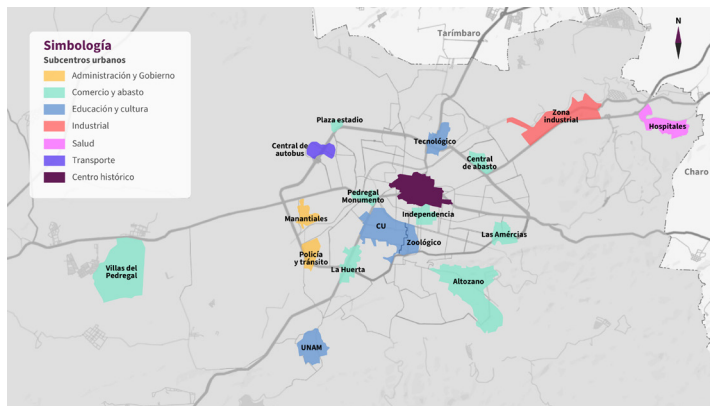 Simbología
Subcentros urbanos
Administración y Gobierno
Comercio y abasto
Educación y cultura
Industrial
Salud
Transporte
Centro histórico
N
Tarímbaro
Plaza estadio
Zona
industrial
Hospitales
Tecnológico
Central de
autobus
Central
de abasto
Charo
Pedregal
Monumento
Independencia
Manantiales
CU
Las Amércias
Zoológico
Policía
y tránsito
La Huerta
Villas del
Pedregal
Altozano
UNAM